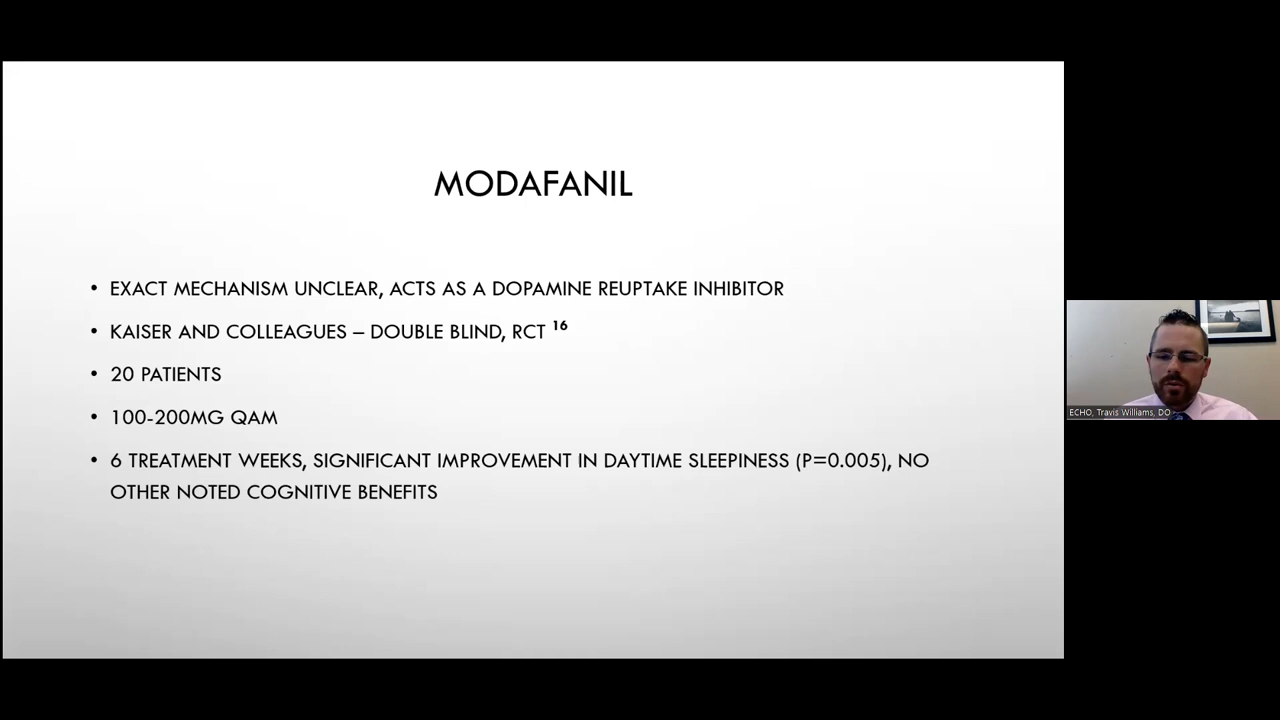 MODAFANIL
• EXACT MECHANISM UNCLEAR, ACTS AS A DOPAMINE REUPTAKE INHIBITOR
• KAISER AND COLLEAGUES – DOUBLE BLIND, RCT 16
• 20 PATIENTS
• 100-200MG QAM
• 6 TREATMENT WEEKS, SIGNIFICANT IMPROVEMENT IN DAYTIME SLEEPINESS (P=0.005), NO
OTHER NOTED COGNITIVE BENEFITS
ECHO, Travis Williams, DO